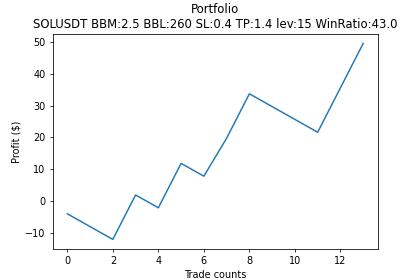 Portfolio
SOLUSDT BBM:2.5 BBL:260 SL:0.4 TP:1.4 lev:15 WinRatio:43.0
50
40
30
20
10
0
−10
Profit ($)
0 2 4 6 8 10 12
Trade counts